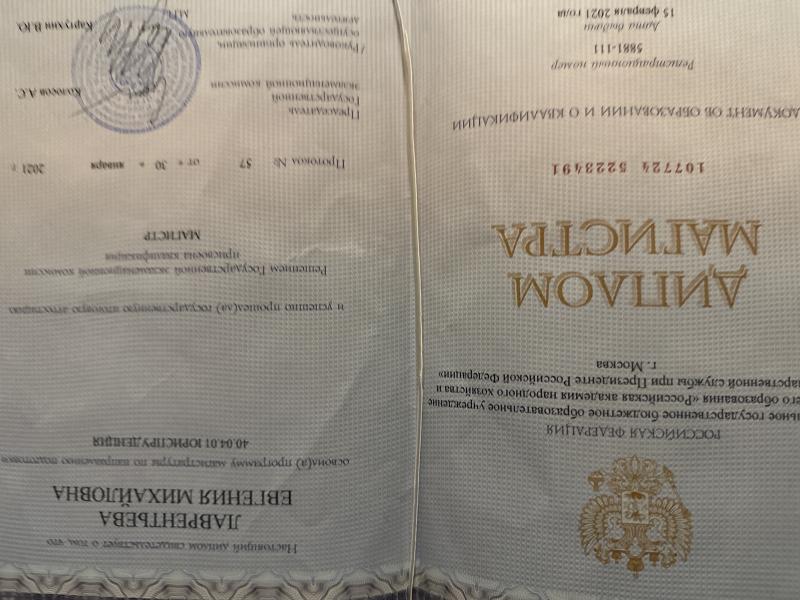 РОССИЙСКАЯ ФЕДЕРАЦИЯ
государственное бюджетное образовательное учреждение
образования «Российская академия народного хозяйства и
службы при Президенте Российской Федерации»
г. Москва
ДИПЛОМ
МАГИСТРА
107724 5223491
ДОКУМЕНТ ОБ ОБРАЗОВАНИИ И О КВАЛИФИКАЦИИ
Регистрационный номер
5881-111
Дата выдачи
15 февраля 2021 года
Настоящий диплом свидетельствует о том, что
ЛАВРЕНТЬЕВА
ЕВГЕНИЯ МИХАЙЛОВНА
освоил(а) программу магистратуры по направлению подготовки
40.04.01 ЮРИСПРУДЕНЦИЯ
и успешно прошел(ла) государственную итоговую аттестацию
Решением Государственной экзаменационной комиссии
присвоена квалификация
МАГИСТР
Протокол № 57 от « 30 » января 2021 г
Председатель
Государственной
экзаменационной комиссии
Колосов А.С.
Руководитель организации,
осуществляющей образовательную
деятельность
Картухин В.Ю.
М.П.